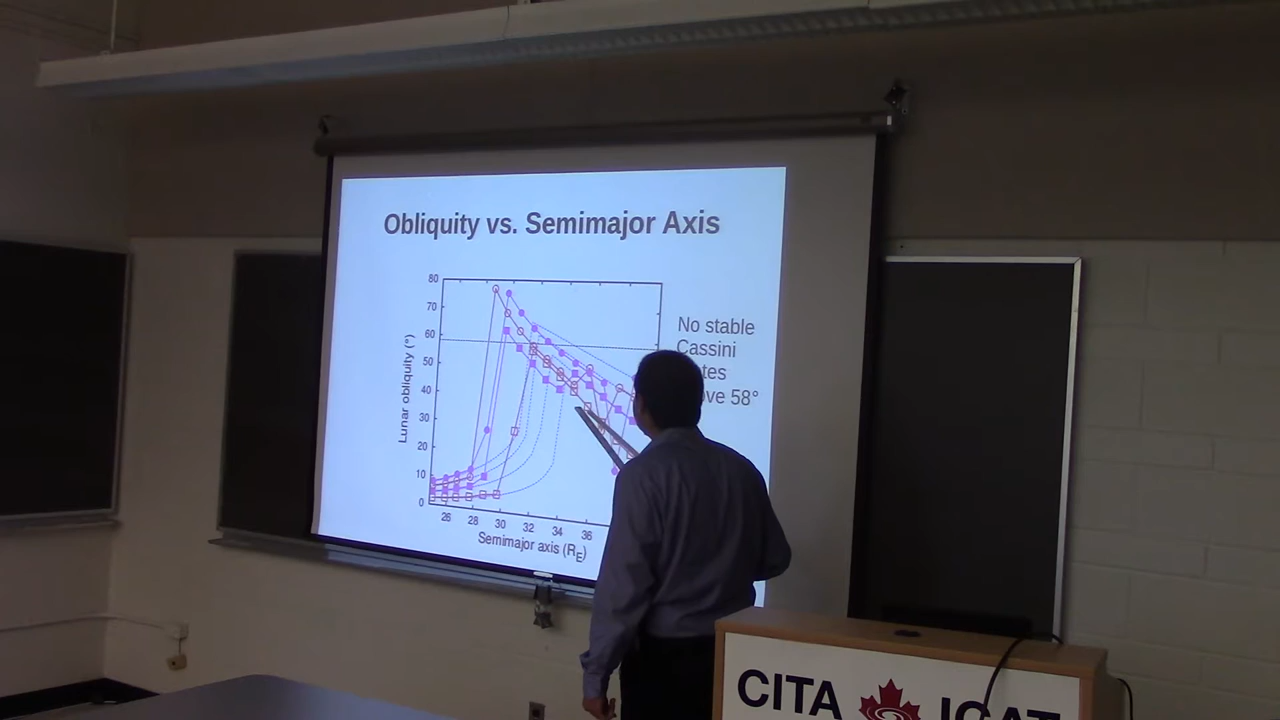 Obliquity vs. Semimajor Axis
80
70
60
50
40
30
20
10
0
Lunar obliquity (°)
26 28 30 32 34 36
Semimajor axis (RE)
No stable
Cassini
58°
CITA